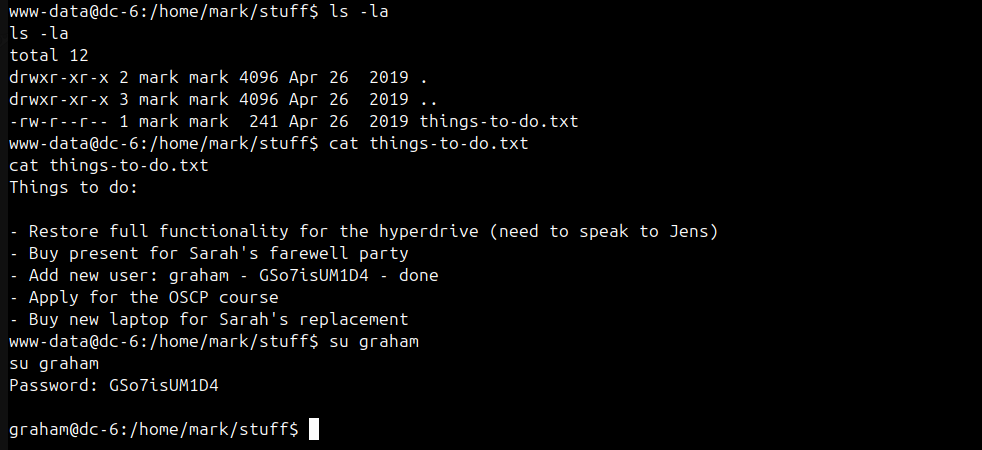 www-data@dc-6:/home/mark/stuff$ ls -la
ls -la
total 12
drwxr-xr-x 2 mark mark 4096 Apr 26  2019 .
drwxr-xr-x 3 mark mark 4096 Apr 26  2019 ..
-rw-r--r-- 1 mark mark  241 Apr 26  2019 things-to-do.txt
www-data@dc-6:/home/mark/stuff$ cat things-to-do.txt
cat things-to-do.txt
Things to do:

- Restore full functionality for the hyperdrive (need to speak to Jens)
- Buy present for Sarah's farewell party
- Add new user: graham - GSo7isUM1D4 - done
- Apply for the OSCP course
- Buy new laptop for Sarah's replacement
www-data@dc-6:/home/mark/stuff$ su graham
su graham
Password: GSo7isUM1D4

graham@dc-6:/home/mark/stuff$